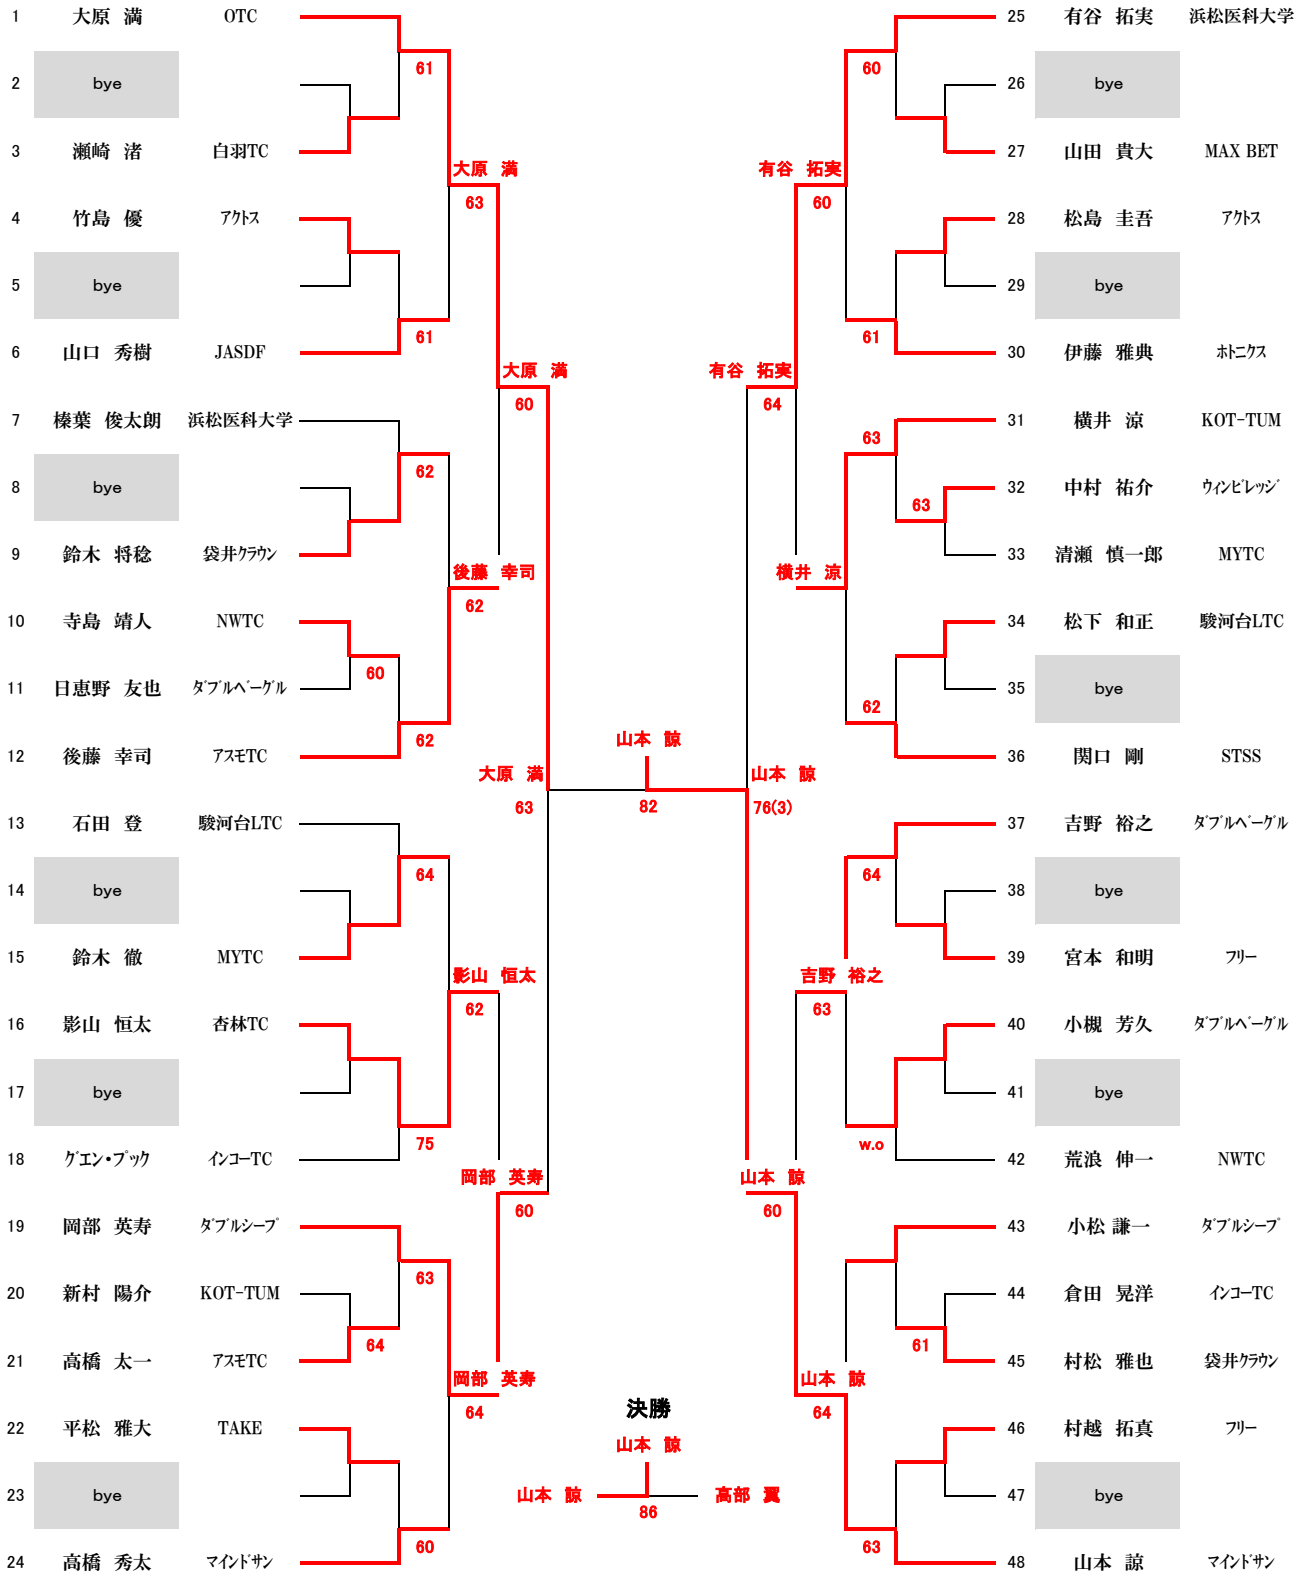 1 大原 満 OTC
2 bye
3 瀬崎 渚 白羽TC
4 竹島 優 アクトス
5 bye
6 山口 秀樹 JASDF
7 榛葉 俊太朗 浜松医科大学
8 bye
9 鈴木 将稔 袋井クラウン
10 寺島 靖人 NWTC
11 日恵野 友也 ダブルベーグル
12 後藤 幸司 アスモTC
13 石田 登 駿河台LTC
14 bye
15 鈴木 徹 MYTC
16 影山 恒太 杏林TC
17 bye
18 グエン・プック インコーTC
19 岡部 英寿 ダブルシープ
20 新村 陽介 KOT-TUM
21 高橋 太一 アスモTC
22 平松 雅大 TAKE
23 bye
24 高橋 秀太 マインドサン
61
61
62
60
62
64
75
63
64
60
大原 満
63
後藤 幸司
62
影山 恒太
62
岡部 英寿
64
大原 満
60
岡部 英寿
60
大原 満
63
山本 諒
82
山本 諒
76(3)
有谷 拓実
64
山本 諒
60
有谷 拓実
60
横井 涼
吉野 裕之
63
山本 諒
64
60
61
63
63
62
64
w.o
61
63
25 有谷 拓実 浜松医科大学
26 bye
27 山田 貴大 MAX BET
28 松島 圭吾 アクトス
29 bye
30 伊藤 雅典 ホトニクス
31 横井 涼 KOT-TUM
32 中村 祐介 ウィンビレッジ
33 清瀬 慎一郎 MYTC
34 松下 和正 駿河台LTC
35 bye
36 関口 剛 STSS
37 吉野 裕之 ダブルベーグル
38 bye
39 宮本 和明 フリー
40 小槻 芳久 ダブルベーグル
41 bye
42 荒浪 伸一 NWTC
43 小松 謙一 ダブルシープ
44 倉田 晃洋 インコーTC
45 村松 雅也 袋井クラウン
46 村越 拓真 フリー
47 bye
48 山本 諒 マインドサン
決勝
山本 諒
山本 諒 高部 翼
86